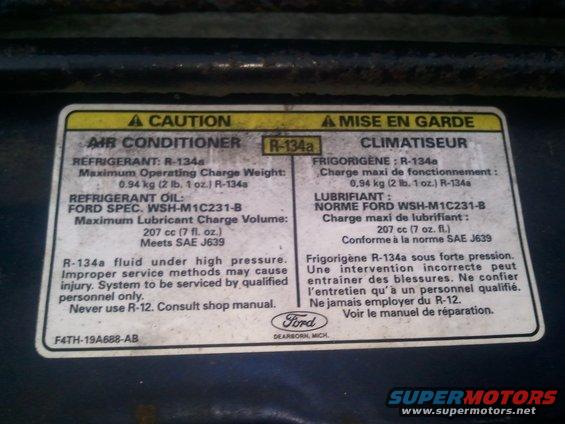 CAUTION
AIR CONDITIONER
REFRIGERANT: R-134a
Maximum Operating Charge Weight:
0.94 kg (2 lb. 1 oz.) R-134a
REFRIGERANT OIL:
FORD SPEC. WSH-M1C231-B
Maximum Lubricant Charge Volume:
207 cc (7 fl. oz.)
Meets SAE J639
R-134a fluid under high pressure.
Improper service methods may cause
injury. System to be serviced by qualified
personnel only.
Never use R-12. Consult shop manual.
F4TH-19A688-AB
R-134a
MISE EN GARDE
CLIMATISEUR
FRIGORIGÈNE : R-134a
Charge maxi de fonctionnement :
0,94 kg (2 lb. 1 oz.) R-134a
LUBRIFIANT :
NORME FORD WSH-M1C231-B
Charge maxi de lubrifiant :
207 cc (7 oz. fl.)
Conforme à la norme SAE J639
Frigorigène R-134a sous forte pression.
Une intervention incorrecte peut
entraîner des blessures. Ne confier
l'entretien qu'à un personnel qualifié.
Ne jamais employer du R-12.
Voir le manuel de réparation.
Ford
DEARBORN, MICH.
SUPERMOTORS
www.supermotors.net